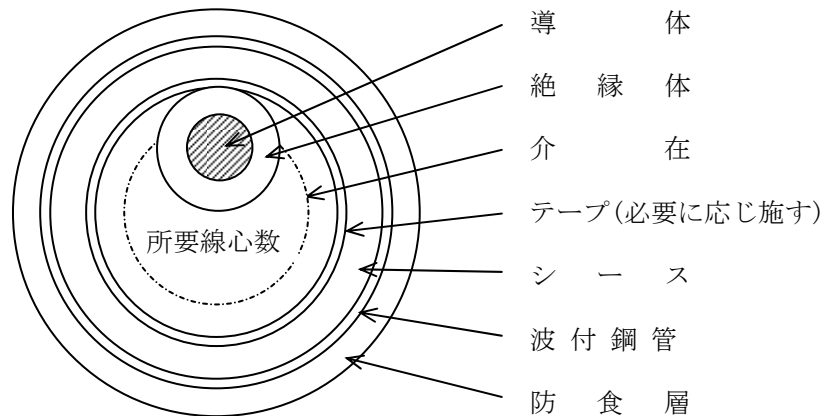 導体
絶縁体
介在
テープ(必要に応じ施す)
シース
波付鋼管
防食層
所要線心数